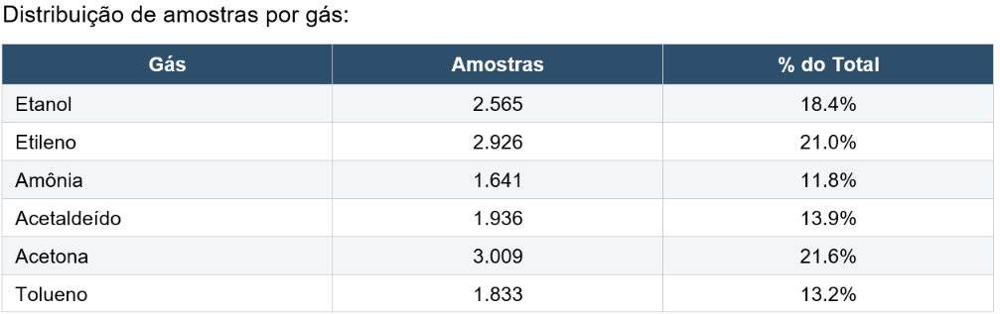 Distribuição de amostras por gás:
Gás Amostras % do Total
Etanol 2.565 18.4%
Etileno 2.926 21.0%
Amônia 1.641 11.8%
Acetaldeído 1.936 13.9%
Acetona 3.009 21.6%
Tolueno 1.833 13.2%